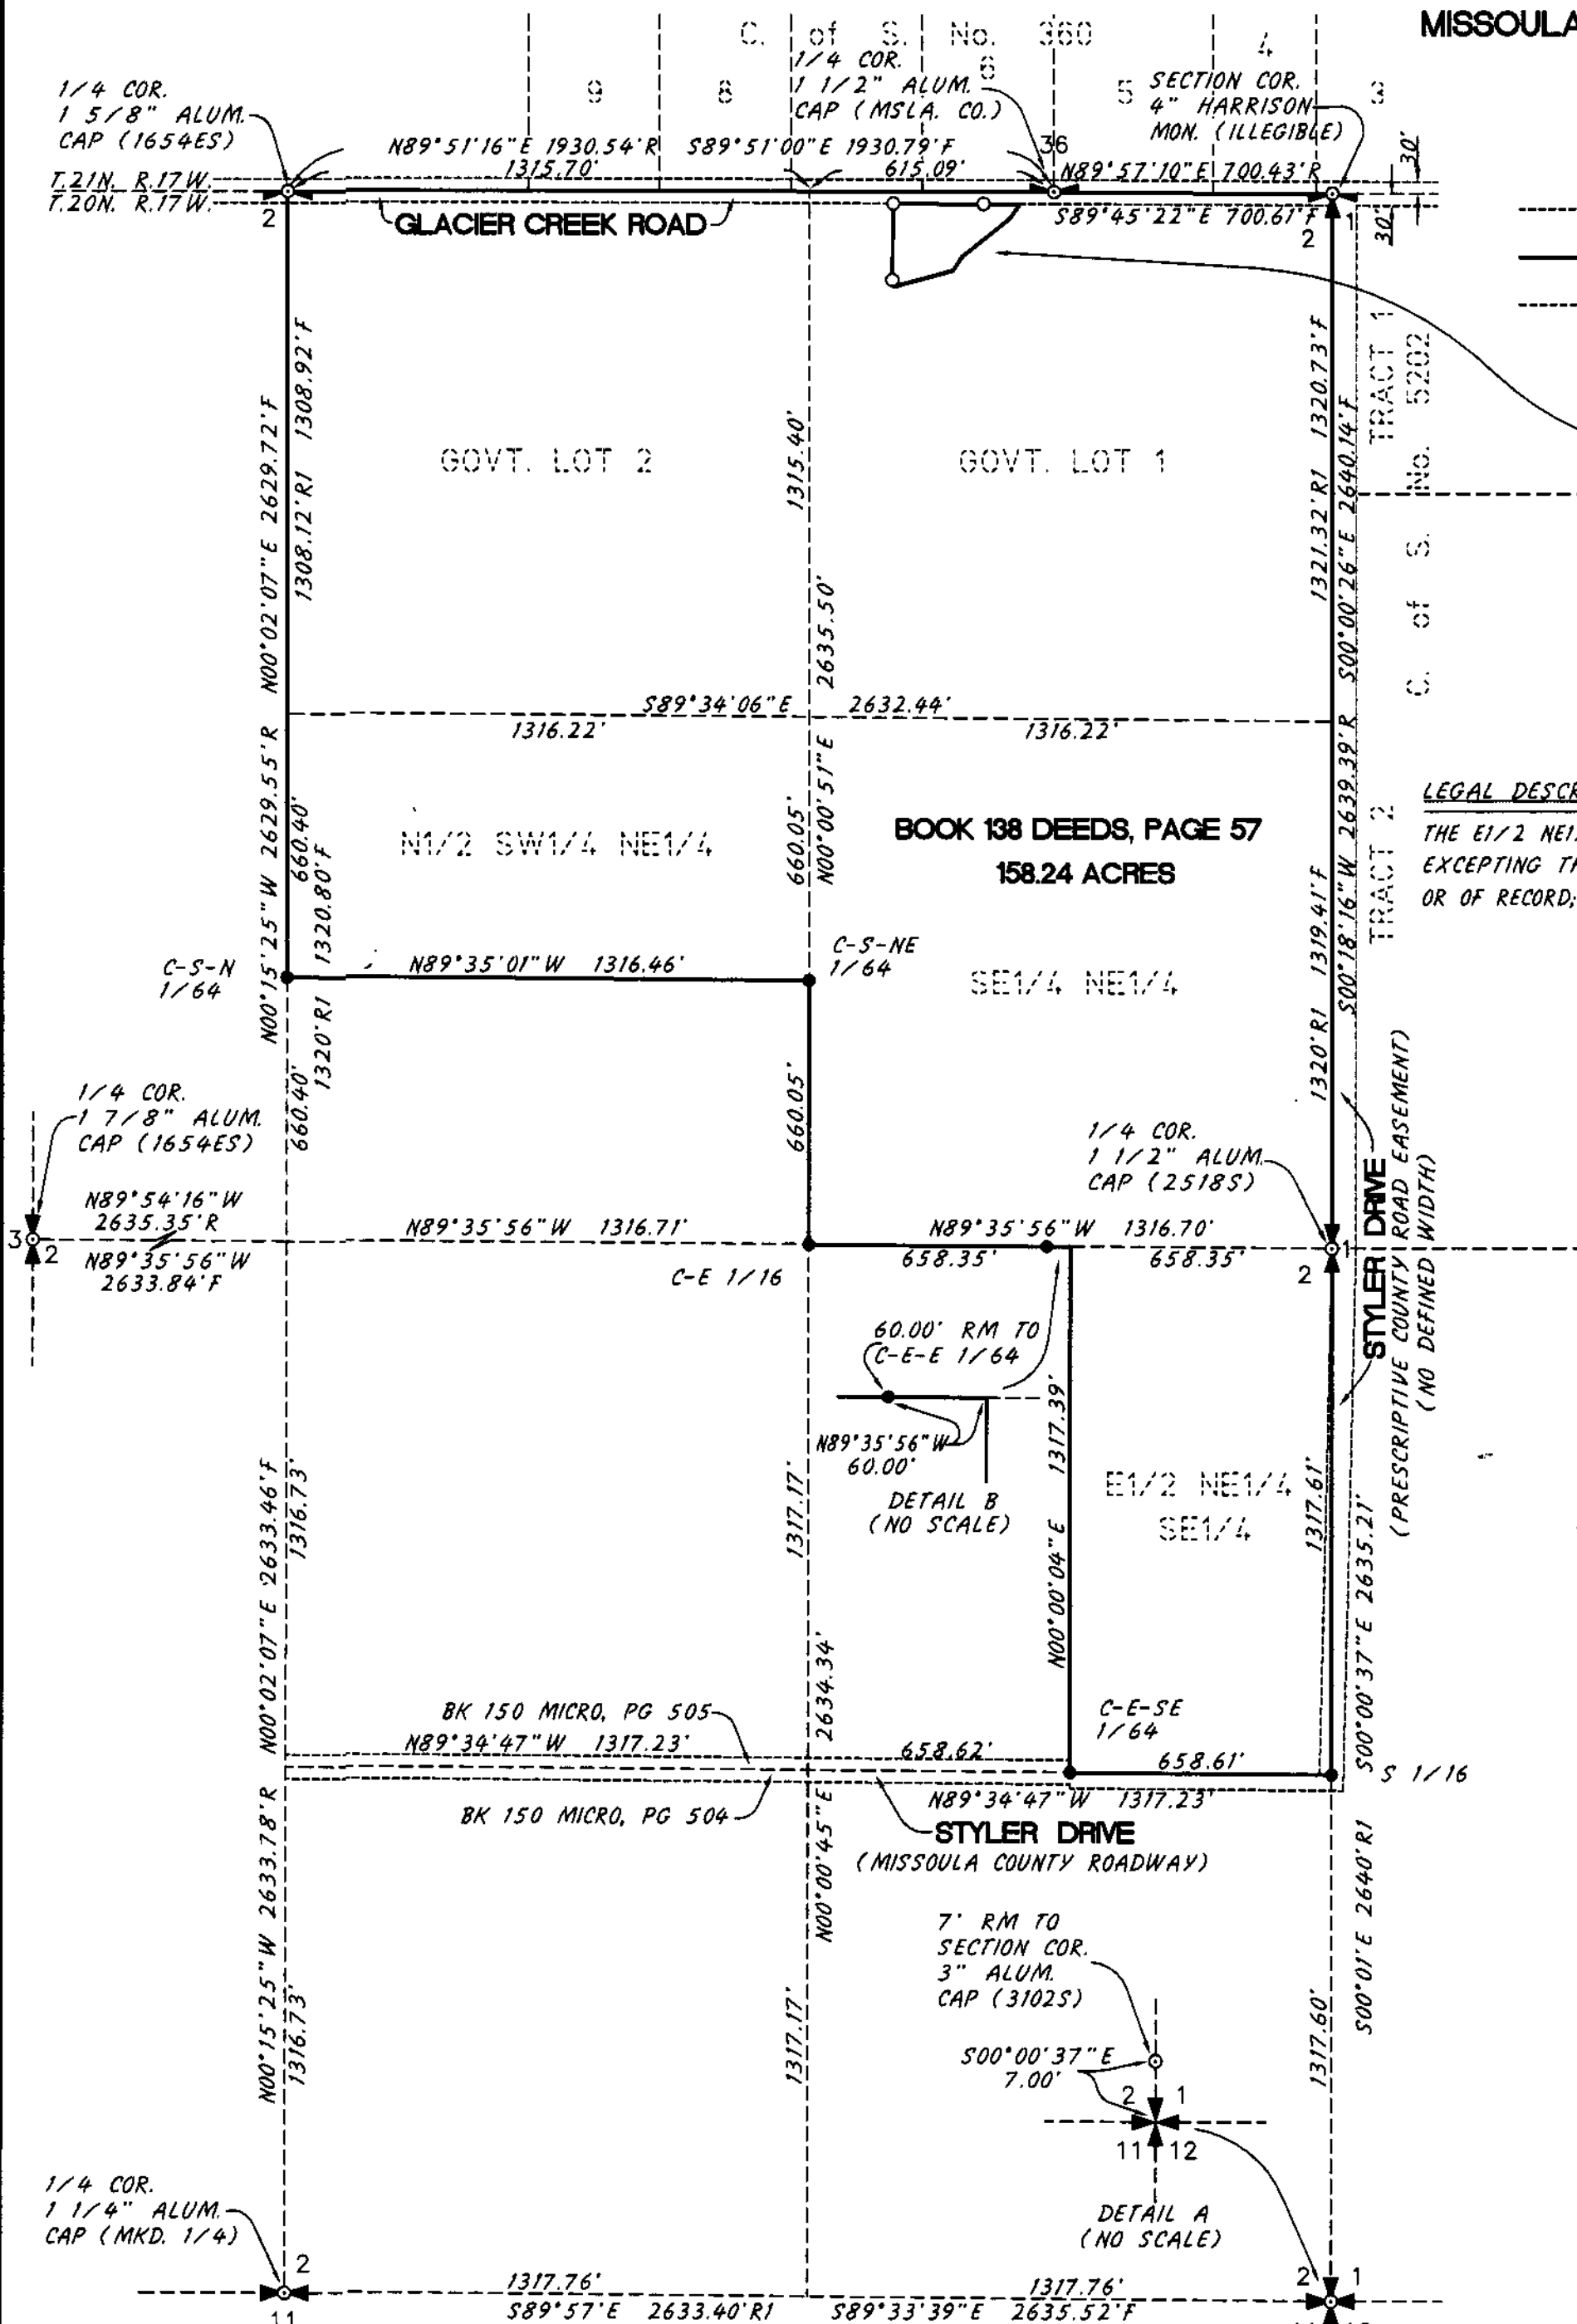 MISSOULA
C. of S. No. 360
9
8
6
5
4
3
1/4 COR.
1 5/8" ALUM.
CAP (1654ES)
1/4 COR.
1 1/2" ALUM.
CAP (MSLA. CO.)
SECTION COR.
4" HARRISON
MON. (ILLEGIBLE)
36
N89°51'16"E 1930.54'R S89°51'00"E 1930.79'F
1315.70' 615.09'
N89°57'10"E 700.43'R
S89°45'22"E 700.61'F
30'
30'
T.21N. R.17W.
T.20N. R.17W.
2
2
1
GLACIER CREEK ROAD
N00°15'25"W 2629.55'R N00°02'07"E 2629.72'F
1308.12'R1 1308.92'F
GOVT. LOT 2
GOVT. LOT 1
1315.40'
N00°00'51"E 2635.50'
1321.32'R1 1320.73'F
S00°18'16"W 2639.39'R S00°00'26"E 2640.14'F
TRACT 1
C. of S. No. 5202
S89°34'06"E 2632.44'
1316.22'
1316.22'
660.40'
1320'R1 1320.80'F
N1/2 SW1/4 NE1/4
660.05'
BOOK 138 DEEDS, PAGE 57
158.24 ACRES
TRACT 2
LEGAL DESCR
THE E1/2 NE1
EXCEPTING TH
OR OF RECORD;
C-S-N
1/64
N89°35'01"W 1316.46'
C-S-NE
1/64
SE1/4 NE1/4
1320'R1 1319.41'F
660.40'
660.05'
1/4 COR.
1 7/8" ALUM.
CAP (1654ES)
3
2
N89°54'16"W
2635.35'R
N89°35'56"W
2633.84'F
N89°35'56"W 1316.71'
1/4 COR.
1 1/2" ALUM.
CAP (2518S)
N89°35'56"W 1316.70'
658.35'
658.35'
2
1
C-E 1/16
STYLER DRIVE
(PRESCRIPTIVE COUNTY ROAD EASEMENT)
(NO DEFINED WIDTH)
60.00' RM TO
C-E-E 1/64
N89°35'56"W
60.00'
DETAIL B
(NO SCALE)
N00°00'04"E 1317.39'
E1/2 NE1/4
SE1/4
1317.61'
S00°00'37"E 2635.21'
1317.17'
N00°02'07"E 2633.46'F
1316.73'
N00°00'45"E 2634.34'
C-E-SE
1/64
BK 150 MICRO, PG 505
N89°34'47"W 1317.23'
658.62'
658.61'
S 1/16
N89°34'47"W 1317.23'
BK 150 MICRO, PG 504
STYLER DRIVE
(MISSOULA COUNTY ROADWAY)
N00°15'25"W 2633.78'R
1316.73'
1317.17'
7' RM TO
SECTION COR.
3" ALUM.
CAP (3102S)
S00°00'37"E
7.00'
2 1
11 12
DETAIL A
(NO SCALE)
1317.60'
S00°01'E 2640'R1
1/4 COR.
1 1/4" ALUM.
CAP (MKD. 1/4)
2
11
1317.76'
1317.76'
2 1
S89°57'E 2633.40'R1 S89°33'39"E 2635.52'F